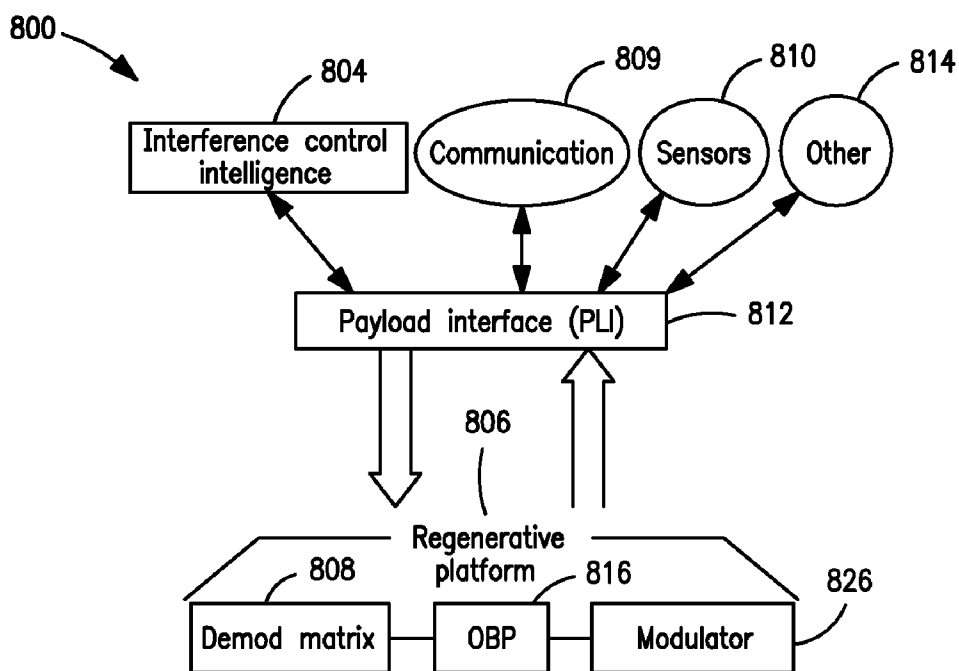 800
804
809
810
814
Interference control
intelligence
Communication
Sensors
Other
Payload interface (PLI)
812
806
Regenerative
platform
808
816
826
Demod matrix
OBP
Modulator